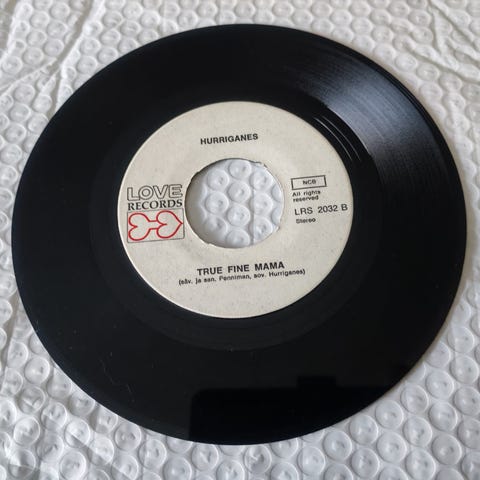 HURRIGANES
LOVE
RECORDS
NCB
All rights
reserved
LRS 2032 B
Stereo
TRUE FINE MAMA
(säv. ja san. Penniman, sov. Hurriganes)